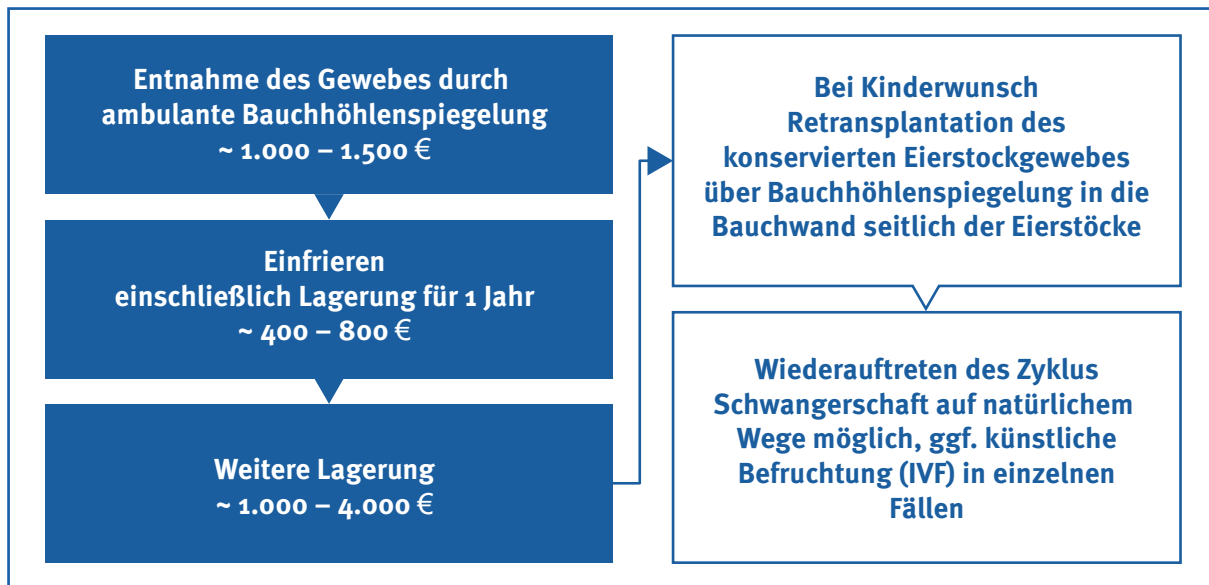 Entnahme des Gewebes durch
ambulante Bauchhöhlenspiegelung
~ 1.000 – 1.500 €
Einfrieren
einschließlich Lagerung für 1 Jahr
~ 400 – 800 €
Weitere Lagerung
~ 1.000 – 4.000 €
Bei Kinderwunsch
Retransplantation des
konservierten Eierstockgewebes
über Bauchhöhlenspiegelung in die
Bauchwand seitlich der Eierstöcke
Wiederauftreten des Zyklus
Schwangerschaft auf natürlichem
Wege möglich, ggf. künstliche
Befruchtung (IVF) in einzelnen
Fällen